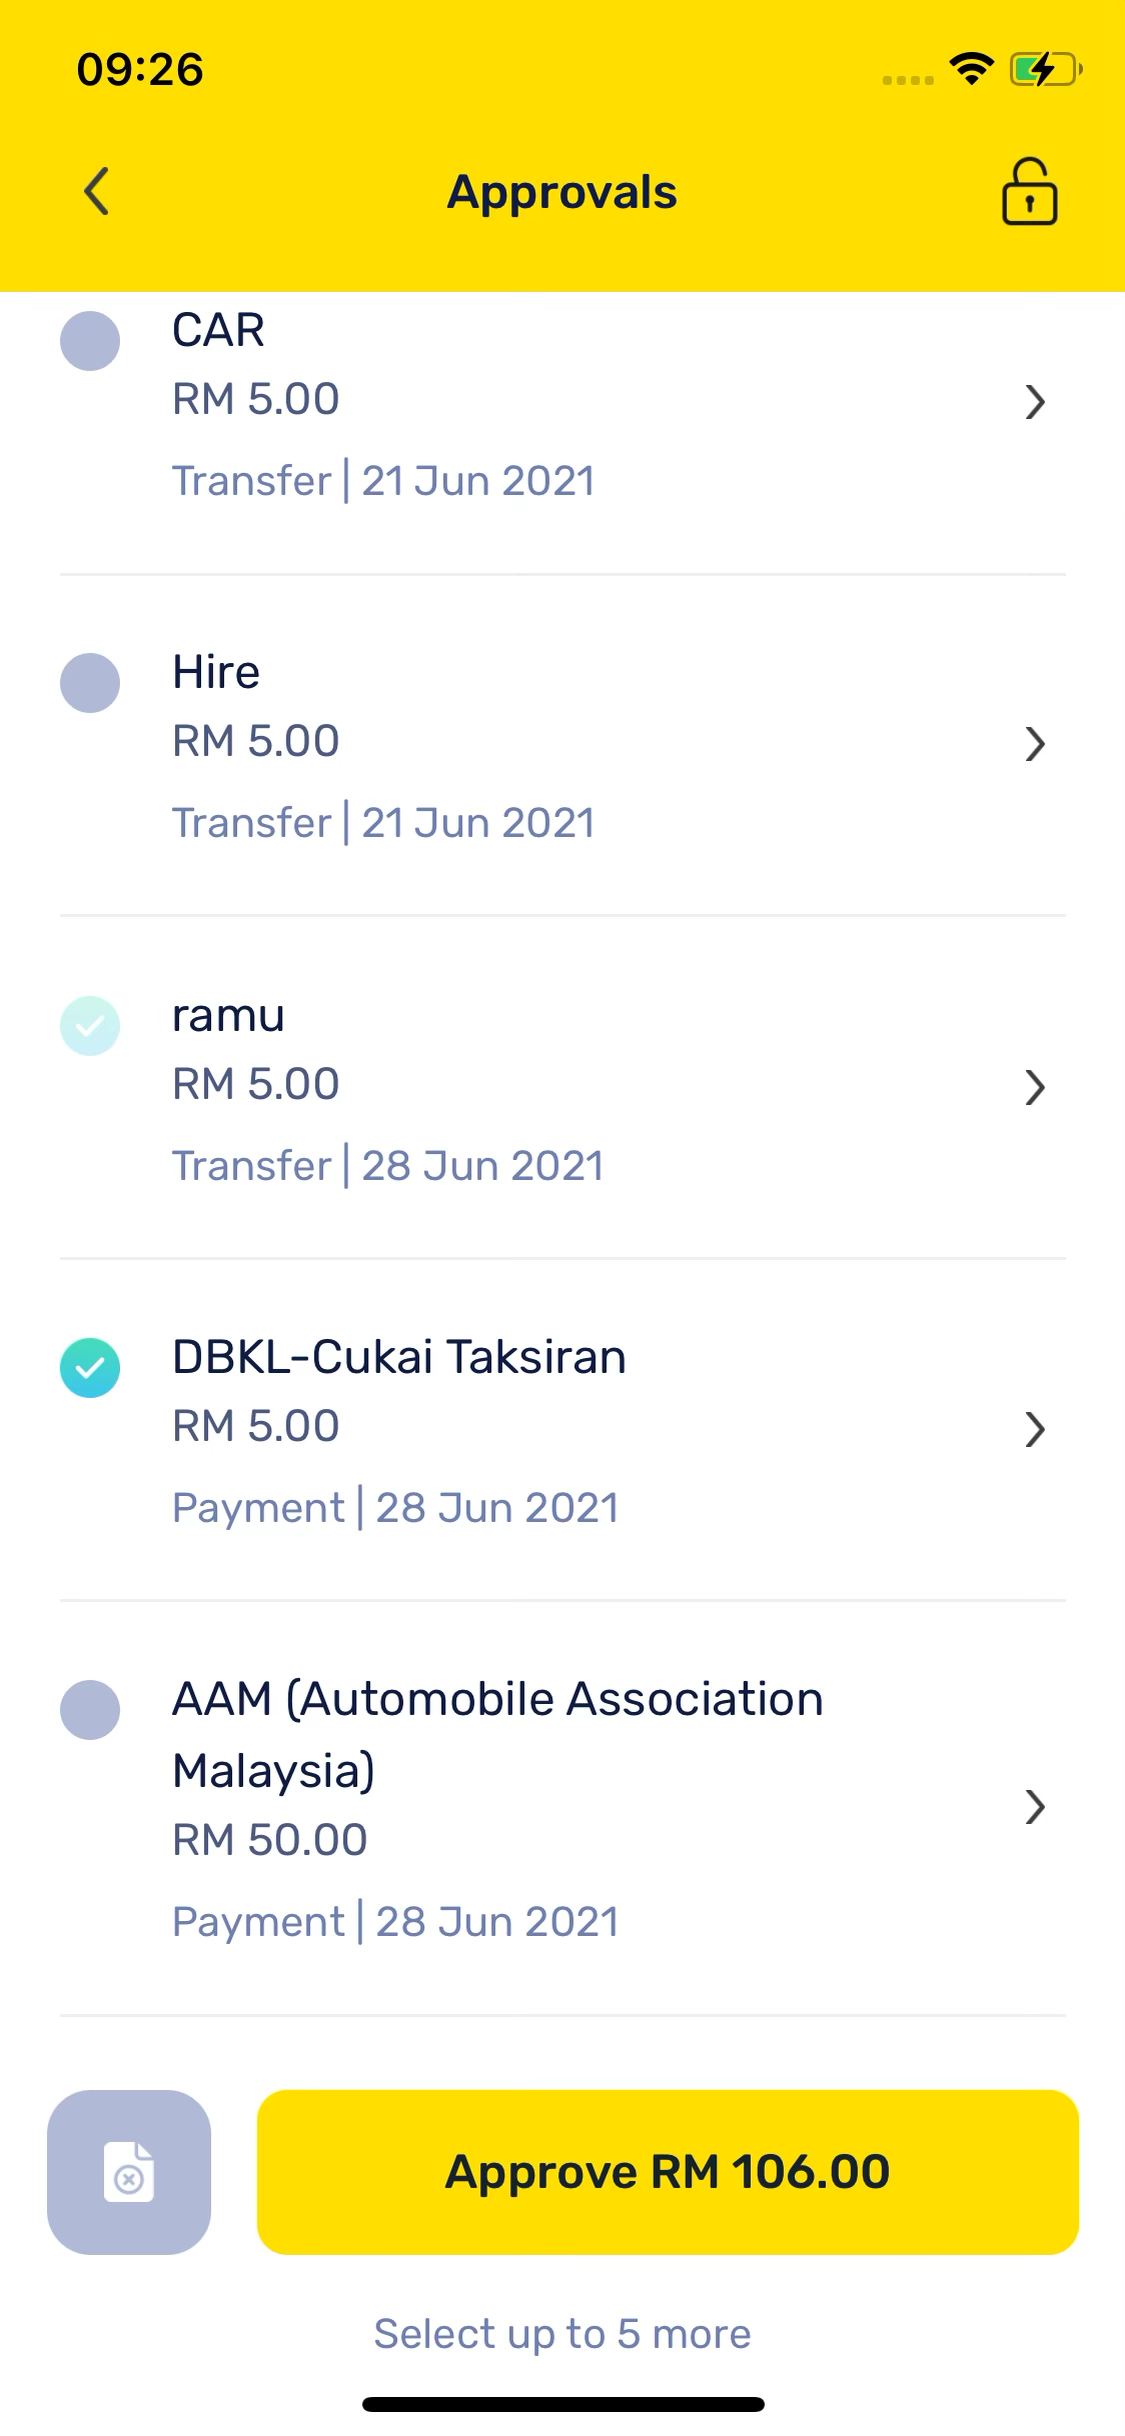 09:26
Approvals
CAR
RM 5.00
Transfer | 21 Jun 2021
Hire
RM 5.00
Transfer | 21 Jun 2021
ramu
RM 5.00
Transfer | 28 Jun 2021
DBKL-Cukai Taksiran
RM 5.00
Payment | 28 Jun 2021
AAM (Automobile Association
Malaysia)
RM 50.00
Payment | 28 Jun 2021
Approve RM 106.00
Select up to 5 more